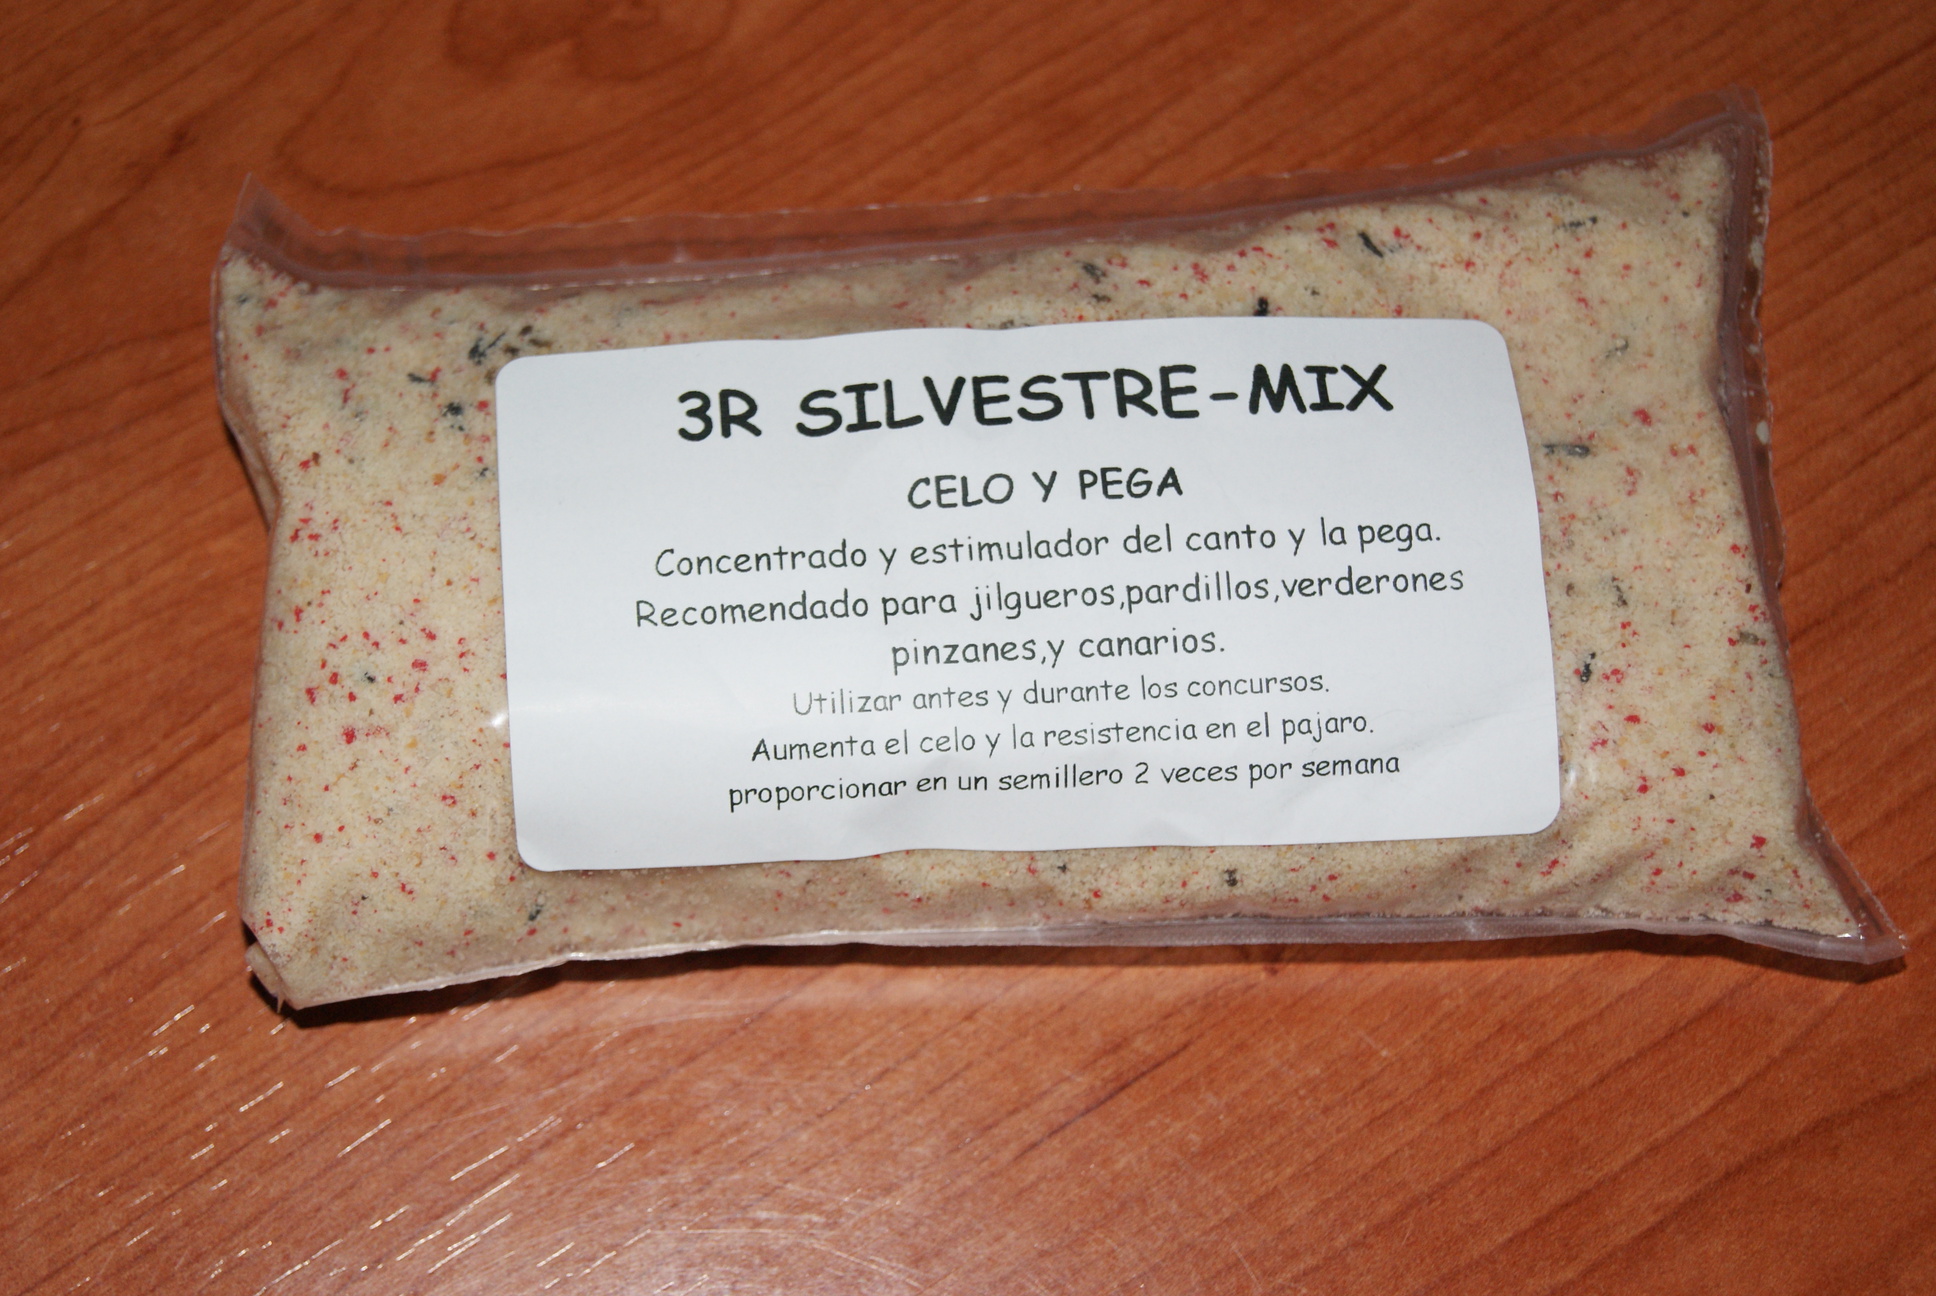 3R SILVESTRE-MIX
CELO Y PEGA
Concentrado y estimulador del canto y la pega.
Recomendado para jilgueros,pardillos,verderones
pinzanes,y canarios.
Utilizar antes y durante los concursos.
Aumenta el celo y la resistencia en el pajaro.
proporcionar en un semillero 2 veces por semana